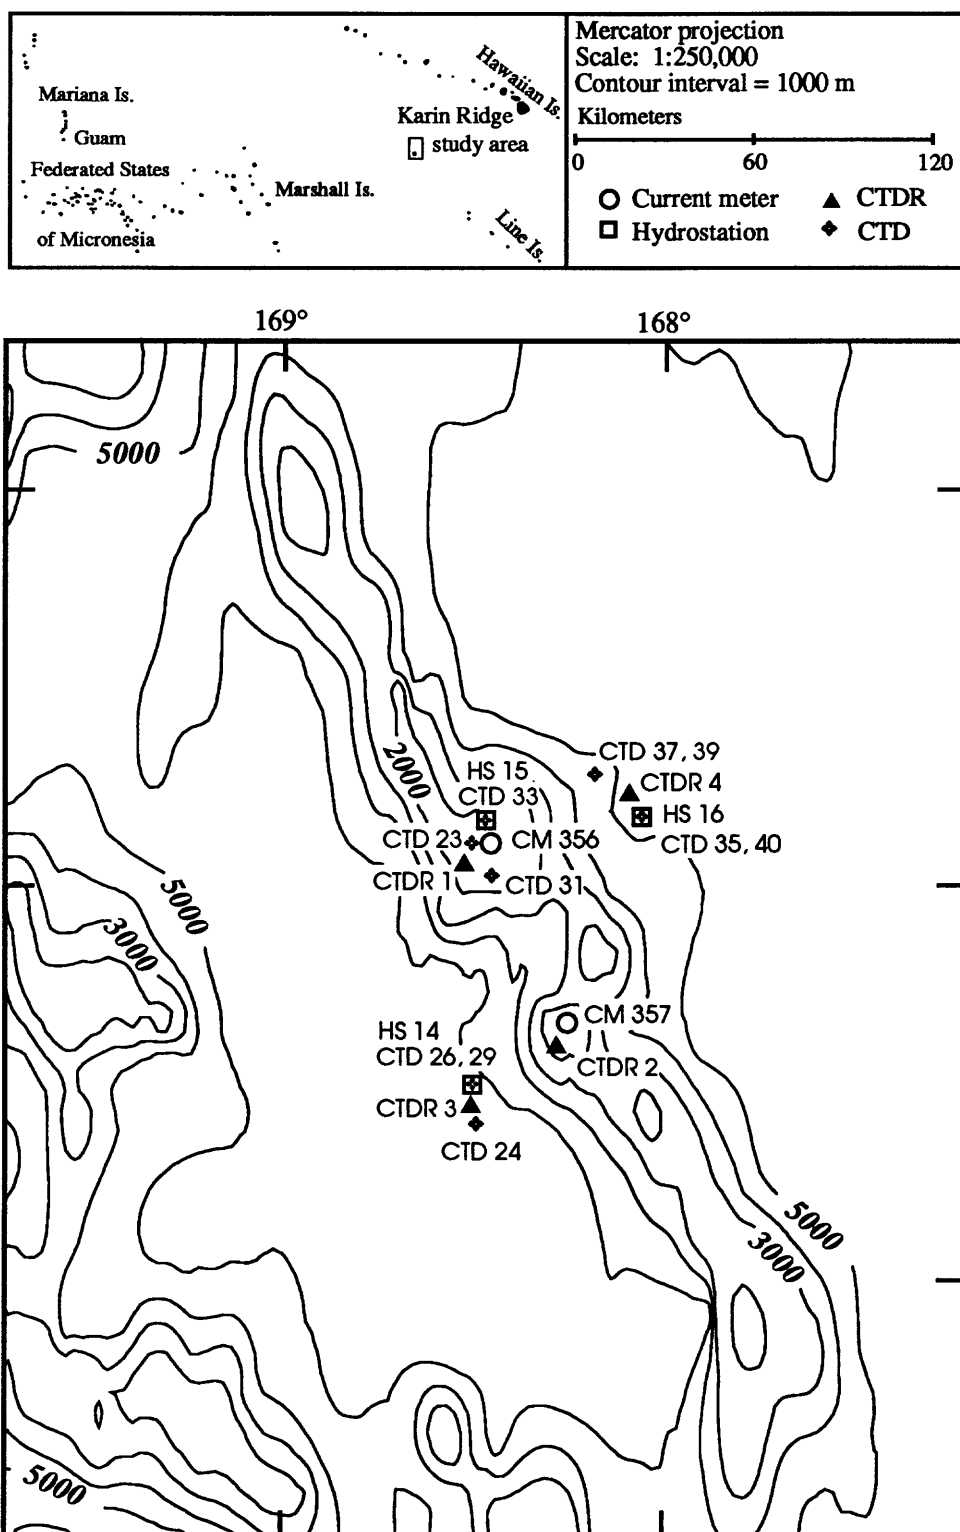 Mariana Is.
Guam
Federated States
of Micronesia
Marshall Is.
Hawaiian Is.
Karin Ridge
study area
Line Is.
Mercator projection
Scale: 1:250,000
Contour interval = 1000 m
Kilometers
0 60 120
Current meter
CTDR
Hydrostation
CTD
169° 168°
5000
2000
CTD 37, 39
HS 15
CTDR 4
CTD 33
HS 16
CTD 23
CM 356
CTD 35, 40
CTDR 1
CTD 31
5000
3000
CM 357
HS 14
CTD 26, 29
CTDR 2
CTDR 3
CTD 24
5000
3000
5000